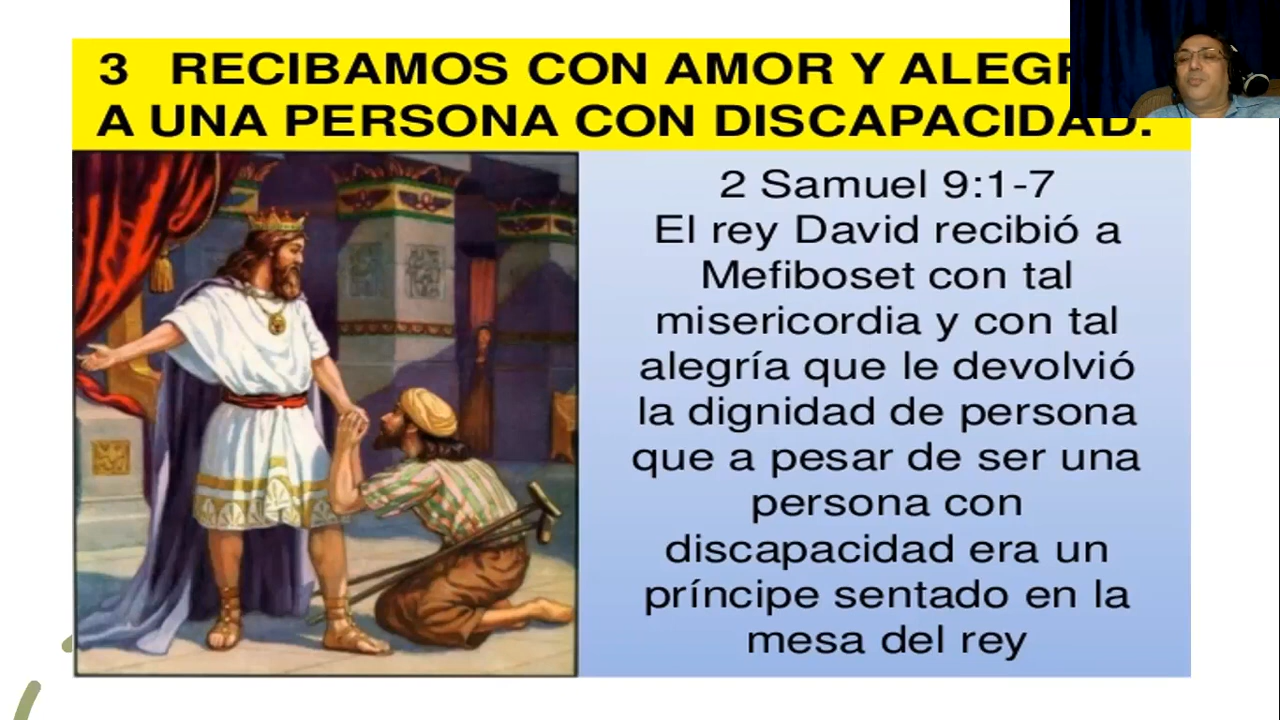 3 RECIBAMOS CON AMOR Y
A UNA PERSONA CON DISCAPACIDAD.
2 Samuel 9:1-7
El rey David recibió a
Mefiboset con tal
misericordia y con tal
alegría que le devolvió
la dignidad de persona
que a pesar de ser una
persona con
discapacidad era un
príncipe sentado en la
mesa del rey